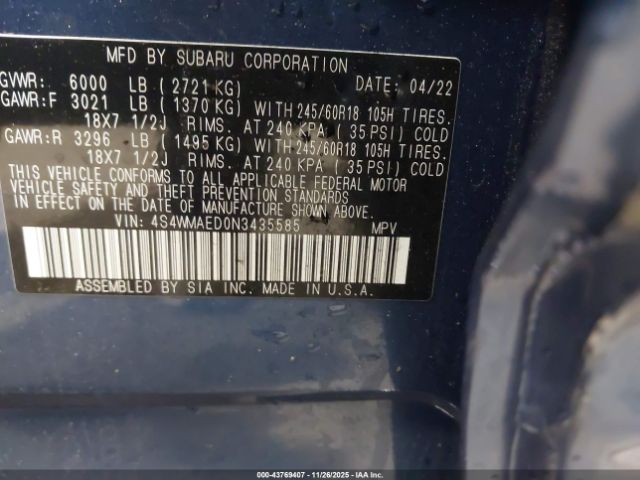 MFD BY SUBARU CORPORATION
GVWR: 6000 LB (2721 KG) DATE: 04/22
GAWR:F 3021 LB (1370 KG) WITH 245/60R18 105H TIRES.
18X7 1/2J RIMS. AT 240 KPA (35 PSI) COLD
GAWR:R 3296 LB (1495 KG) WITH 245/60R18 105H TIRES.
18X7 1/2J RIMS. AT 240 KPA (35 PSI) COLD
THIS VEHICLE CONFORMS TO ALL APPLICABLE FEDERAL MOTOR
VEHICLE SAFETY AND THEFT PREVENTION STANDARDS
IN EFFECT ON THE DATE OF MANUFACTURE SHOWN ABOVE.
VIN: 4S4WMAED0N3435585 MPV
ASSEMBLED BY SIA INC. MADE IN U.S.A.
000-43769407 - 11/26/2025 - IAA Corp.